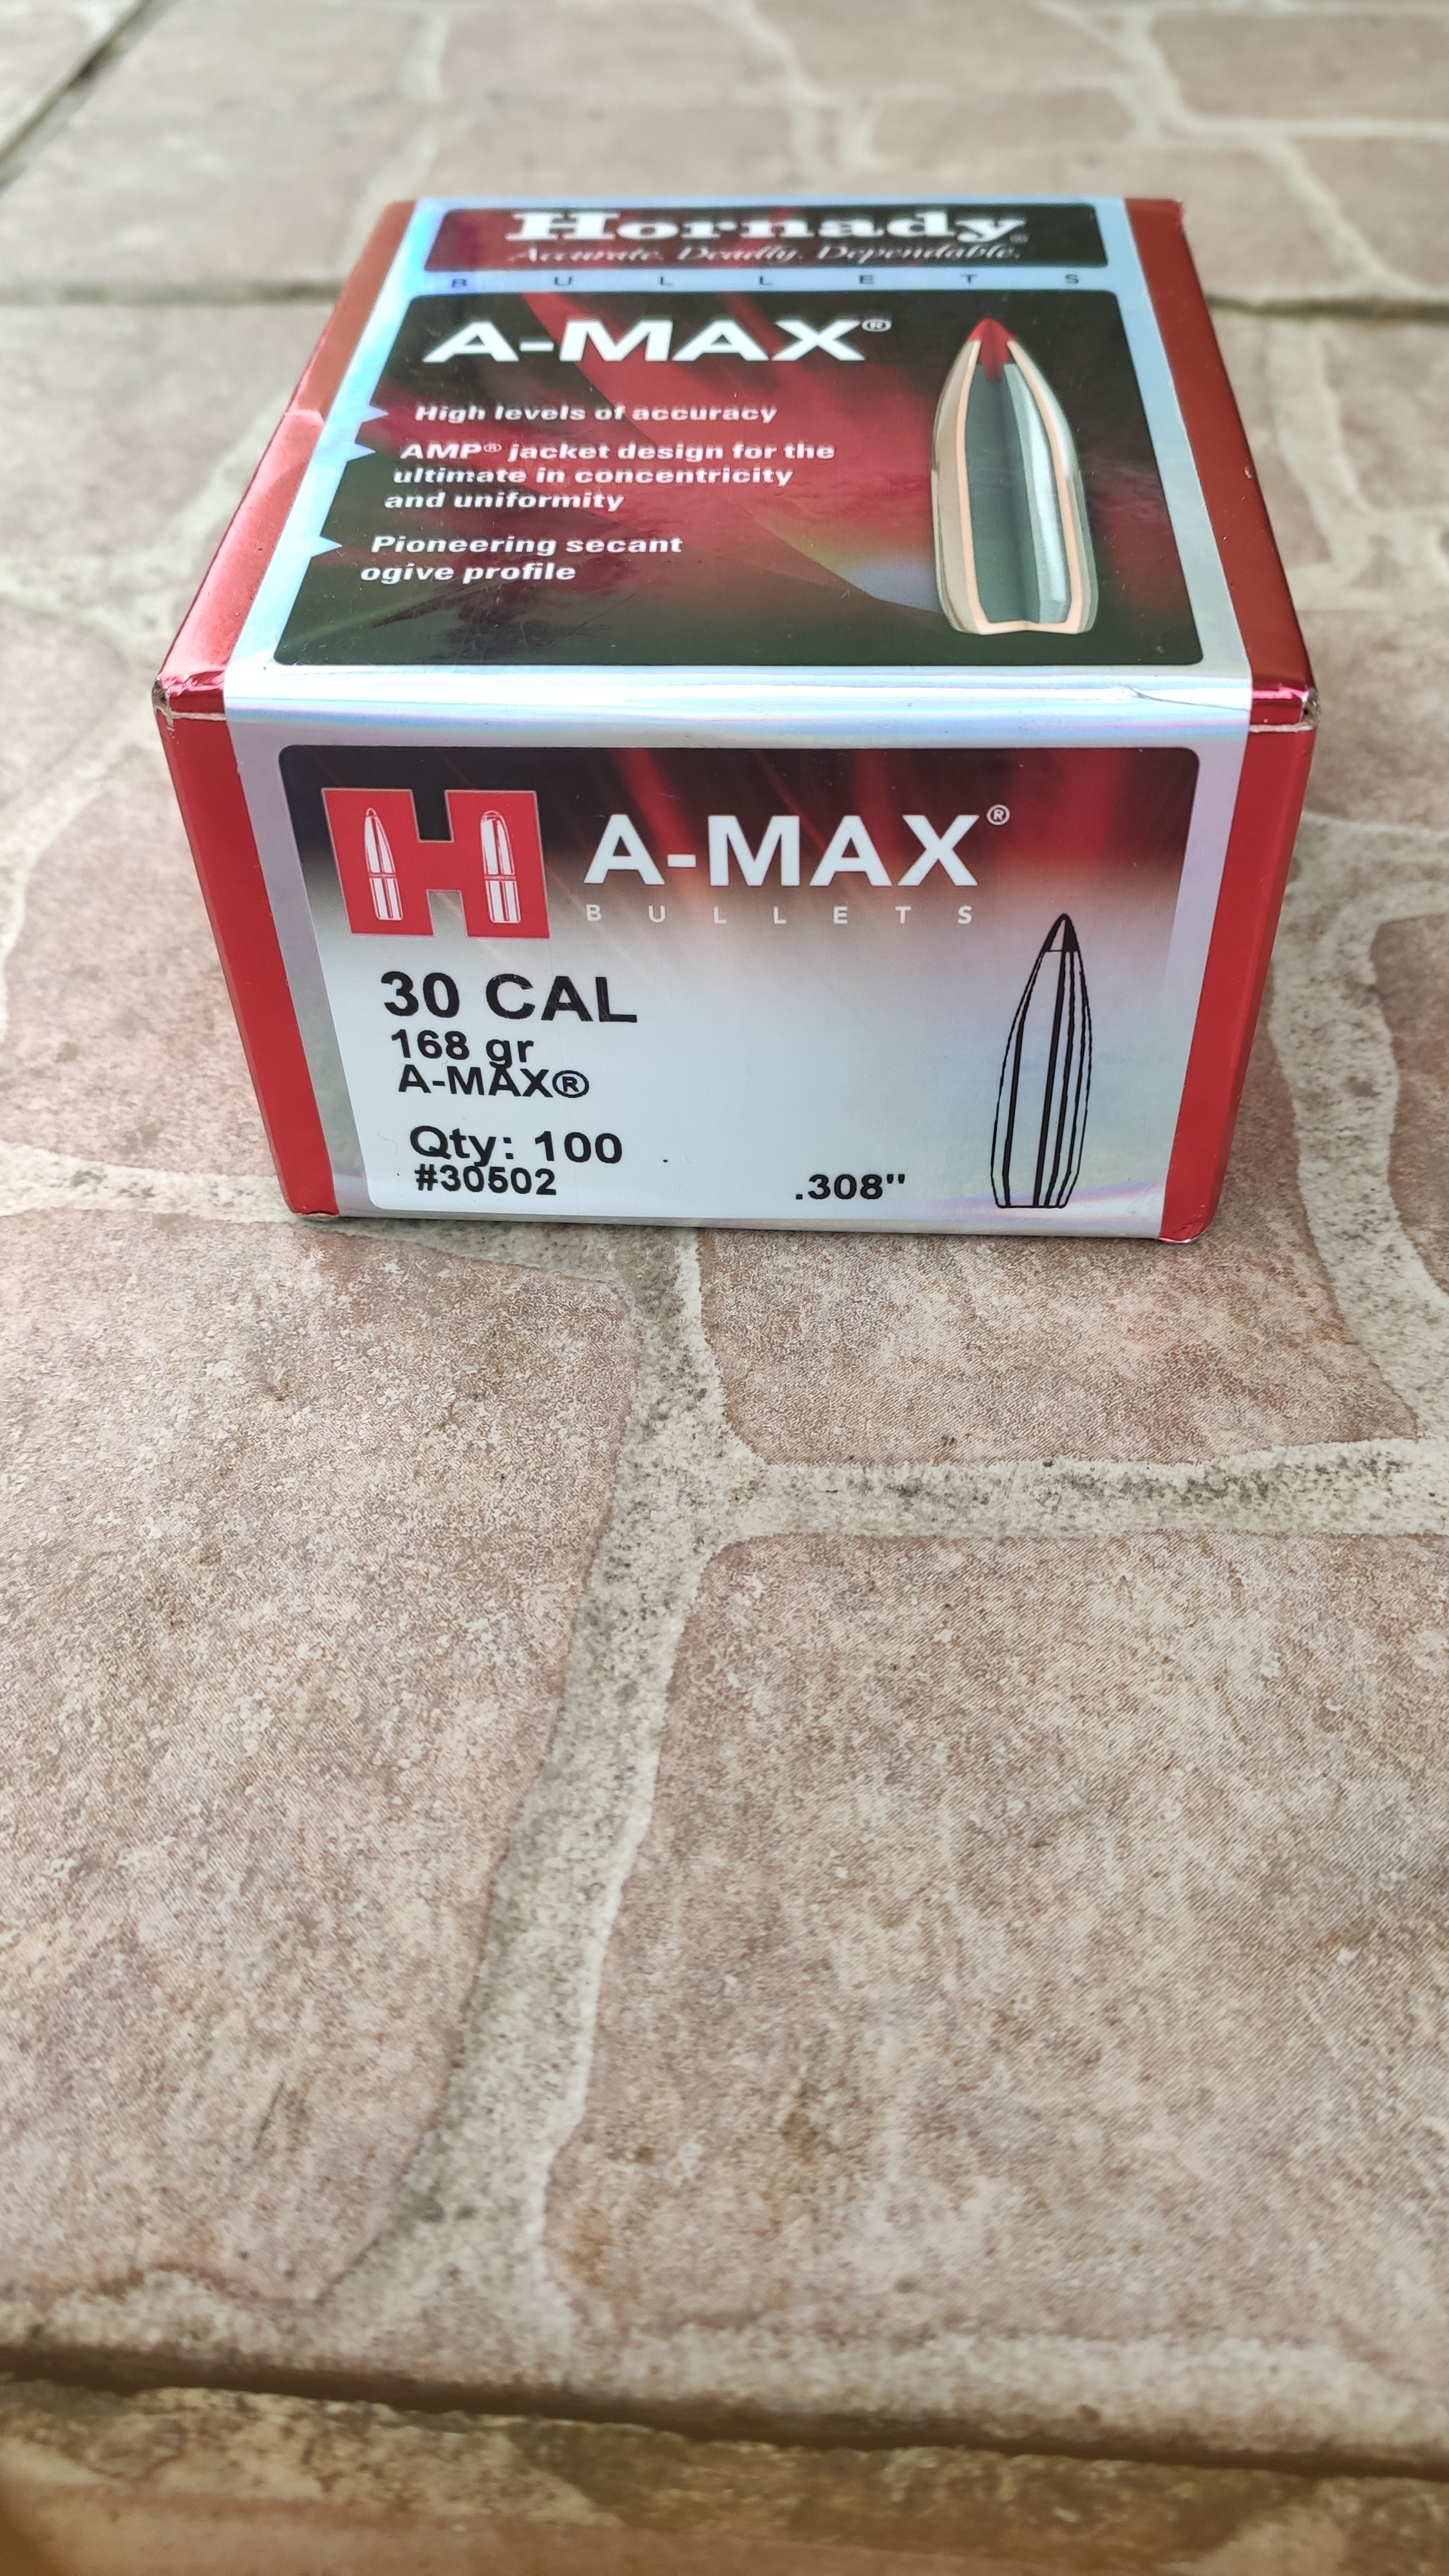 Hornady®
Accurate. Deadly. Dependable.
BULLETS
A-MAX®
High levels of accuracy
AMP® jacket design for the
ultimate in concentricity
and uniformity
Pioneering secant
ogive profile
H
A-MAX®
BULLETS
30 CAL
168 gr
A-MAX®
Qty: 100
#30502
.308"